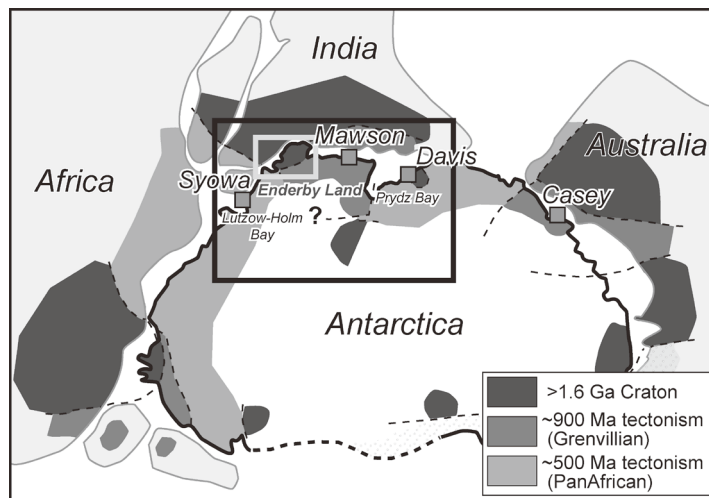 India
Mawson
Australia
Africa
Davis
Syowa
Enderby Land
Casey
Prydz Bay
Lutzow-Holm
Bay
?
Antarctica
>1.6 Ga Craton
~900 Ma tectonism
(Grenvillian)
~500 Ma tectonism
(PanAfrican)